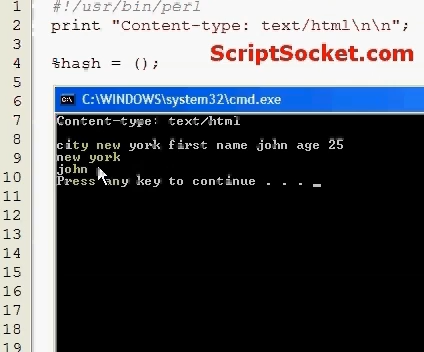 1 #!/usr/bin/perl
2 print "Content-type: text/html\n\n";
3
ScriptSocket.com
4 %hash = ();
5
6
C:\WINDOWS\system32\cmd.exe
7
Content-type: text/html
8
city new york first name john age 25
9
new york
john
10
Press any key to continue . . . _
11
12
13
14
15
16
17
18
19